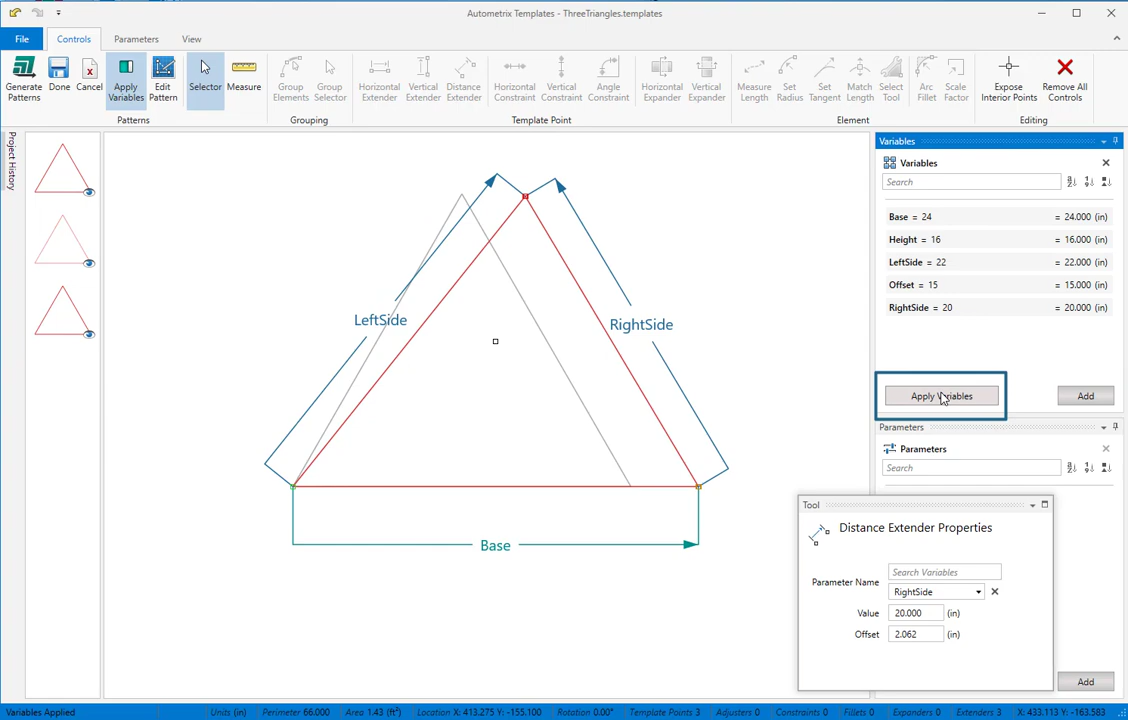 Autometrix Templates - ThreeTriangles.templates
File Controls Parameters View
Generate Patterns Done Cancel Apply Variables Edit Pattern Selector Measure Group Elements Group Selector Horizontal Extender Vertical Extender Distance Extender Horizontal Constraint Vertical Constraint Angle Constraint Horizontal Expander Vertical Expander Measure Length Set Radius Set Tangent Match Length Select Tool Arc Fillet Scale Factor Expose Interior Points Remove All Controls
Patterns Grouping Template Point Element Editing
Project History
LeftSide
RightSide
Base
Variables
Variables
Search
Base = 24 = 24.000 (in)
Height = 16 = 16.000 (in)
LeftSide = 22 = 22.000 (in)
Offset = 15 = 15.000 (in)
RightSide = 20 = 20.000 (in)
Apply Variables Add
Parameters
Parameters
Search
Tool
Distance Extender Properties
Search Variables
Parameter Name RightSide
Value 20.000 (in)
Offset 2.062 (in)
Add
Variables Applied Units (in) Perimeter 66.000 Area 1.43 (ft²) Location X: 413.275 Y: -155.100 Rotation 0.00° Template Points 3 Adjusters 0 Constraints 0 Fillets 0 Expanders 0 Extenders 3 X: 433.113 Y: -163.583